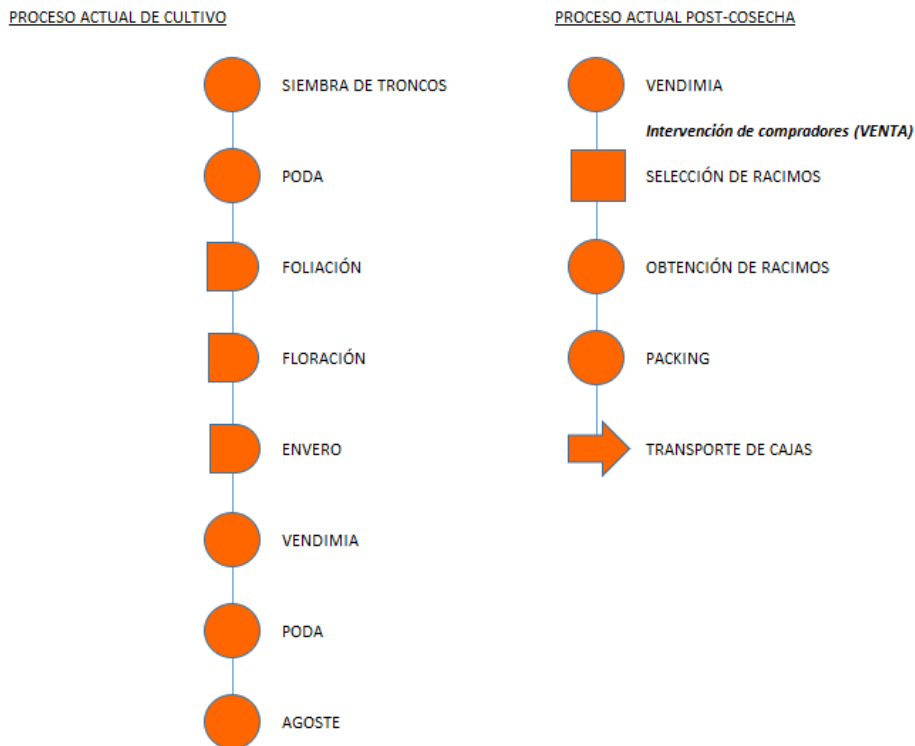 PROCESO ACTUAL DE CULTIVO
SIEMBRA DE TRONCOS
PODA
FOLIACIÓN
FLORACIÓN
ENVERO
VENDIMIA
PODA
AGOSTE
PROCESO ACTUAL POST-COSECHA
VENDIMIA
Intervención de compradores (VENTA)
SELECCIÓN DE RACIMOS
OBTENCIÓN DE RACIMOS
PACKING
TRANSPORTE DE CAJAS